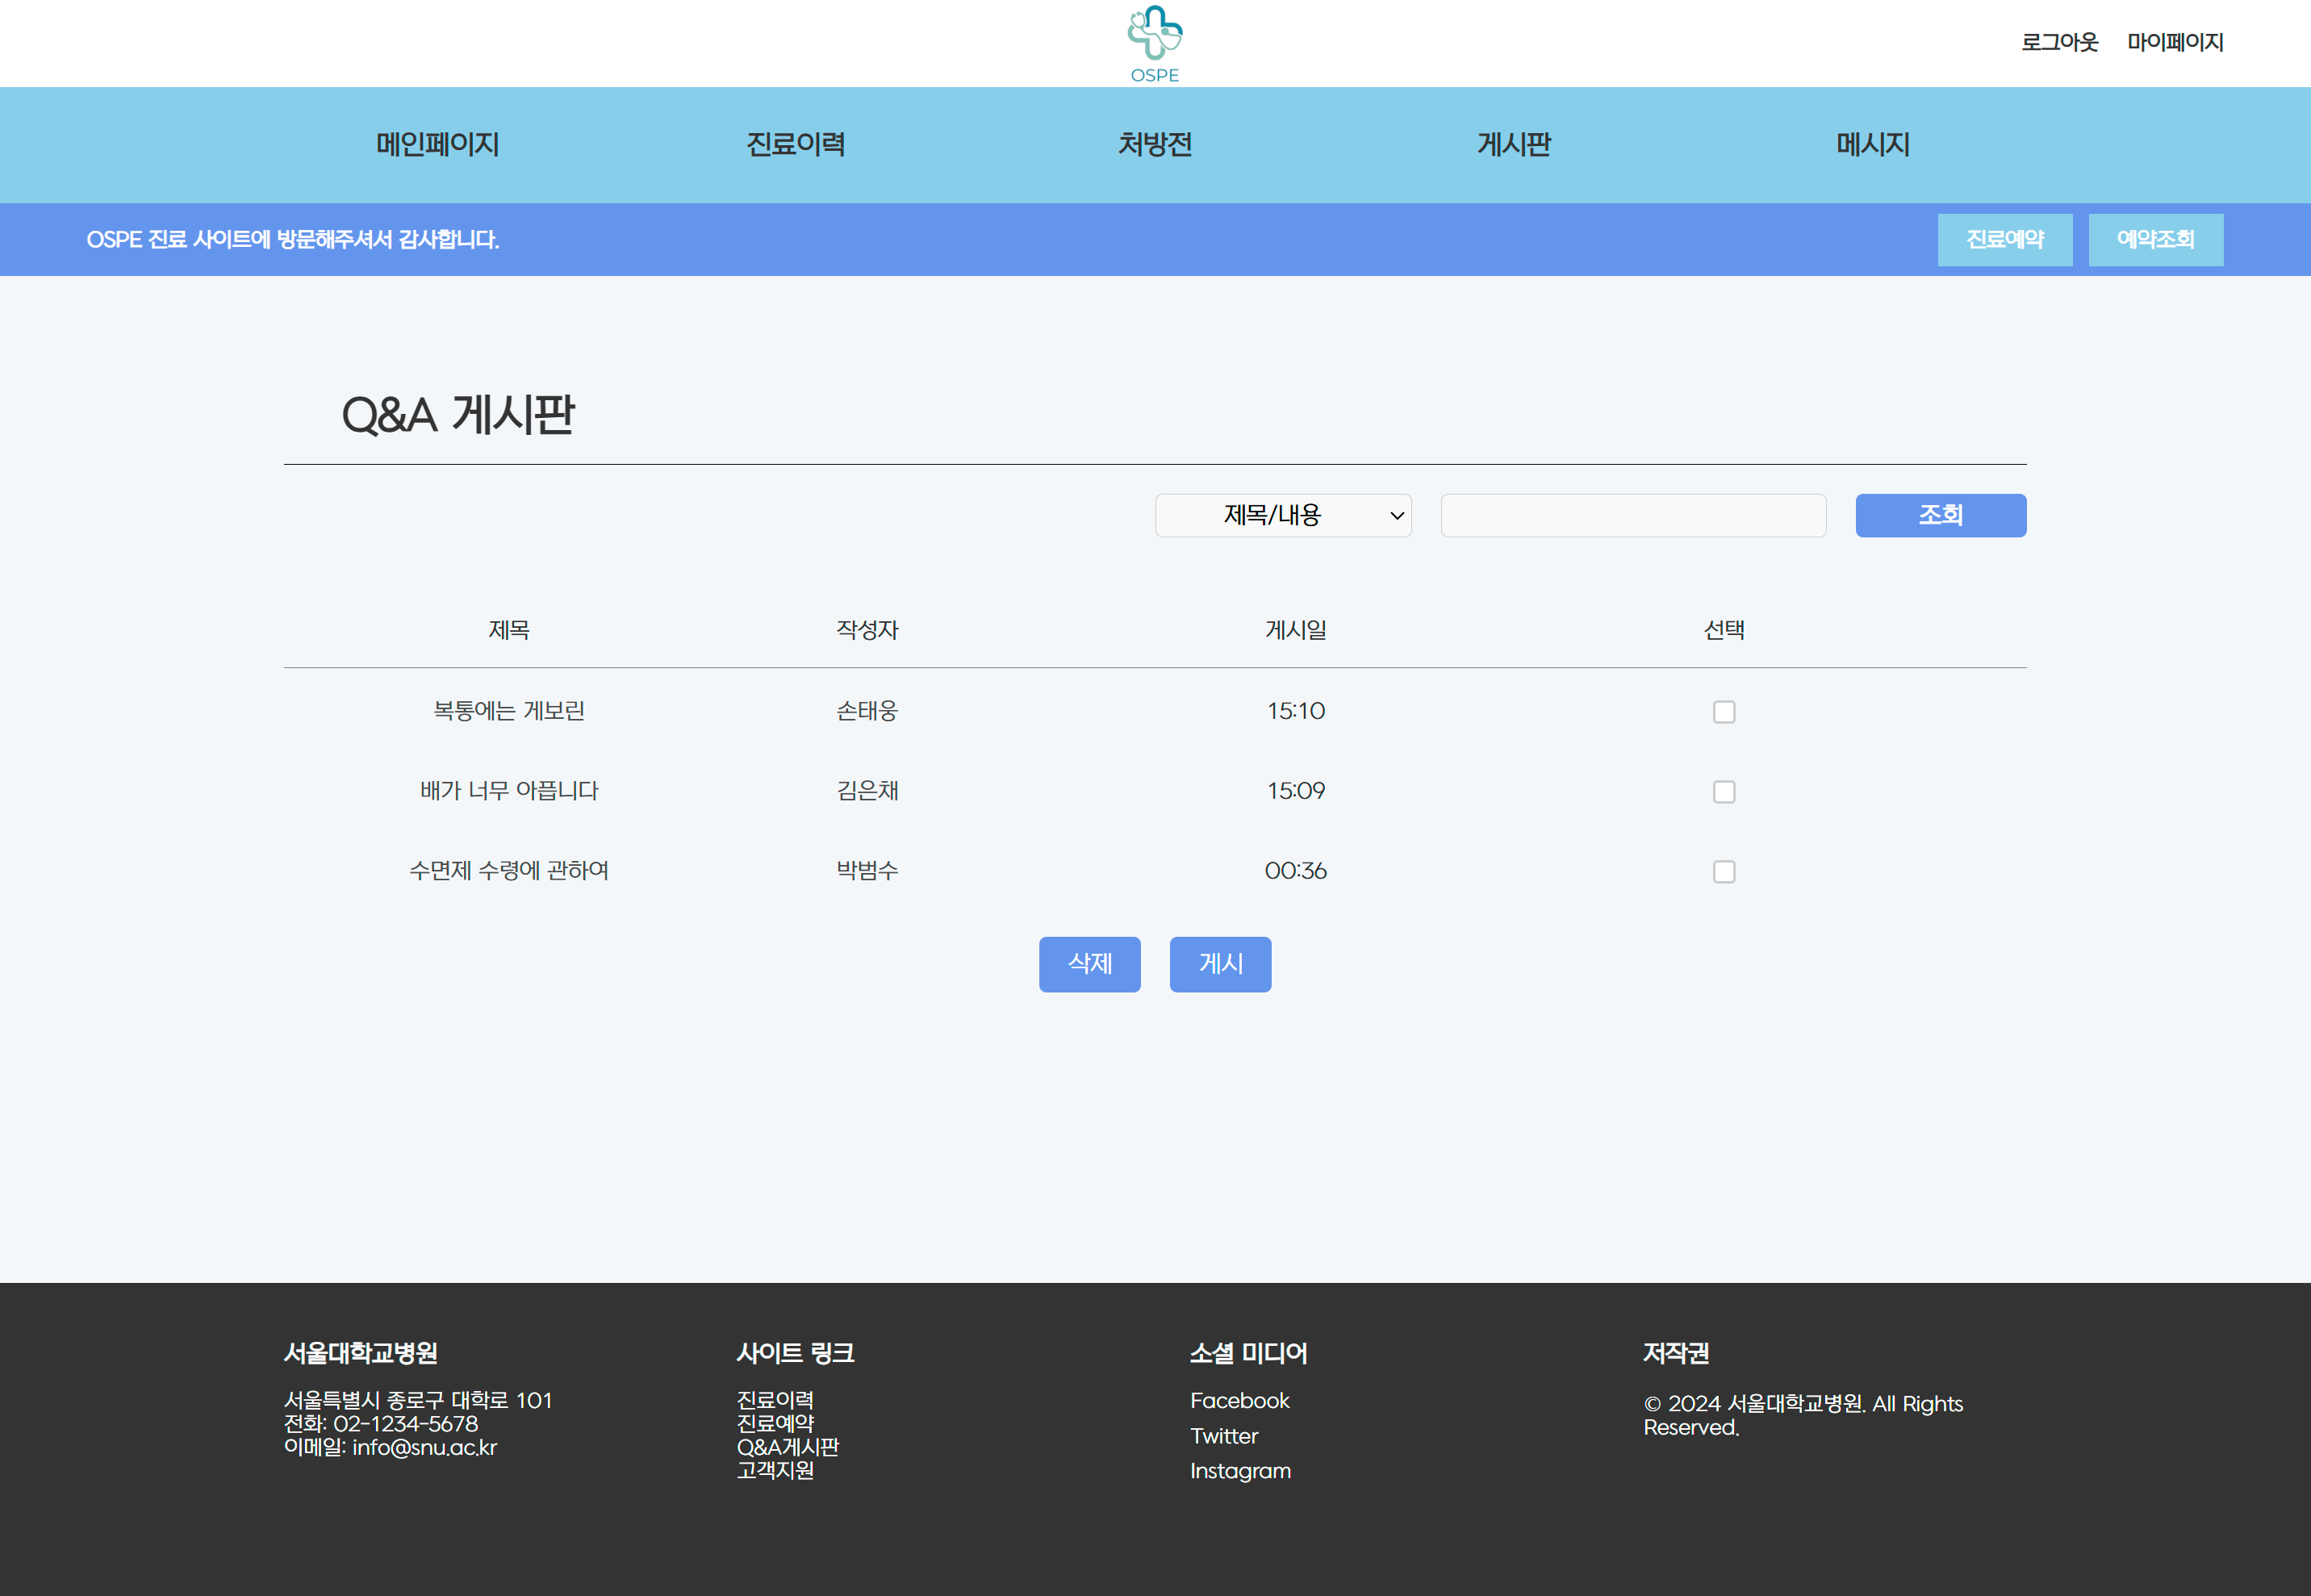 OSPE
로그아웃 마이페이지
메인페이지 진료이력 처방전 게시판 메시지
OSPE 진료 사이트에 방문해주셔서 감사합니다. 진료예약 예약조회
Q&A 게시판
제목/내용 조회
제목 작성자 게시일 선택
복통에는 게보린 손태웅 15:10
배가 너무 아픕니다 김은채 15:09
수면제 수령에 관하여 박범수 00:36
삭제 게시
서울대학교병원
서울특별시 종로구 대학로 101
전화: 02-1234-5678
이메일: info@snu.ac.kr
사이트 링크
진료이력
진료예약
Q&A게시판
고객지원
소셜 미디어
Facebook
Twitter
Instagram
저작권
© 2024 서울대학교병원. All Rights
Reserved.